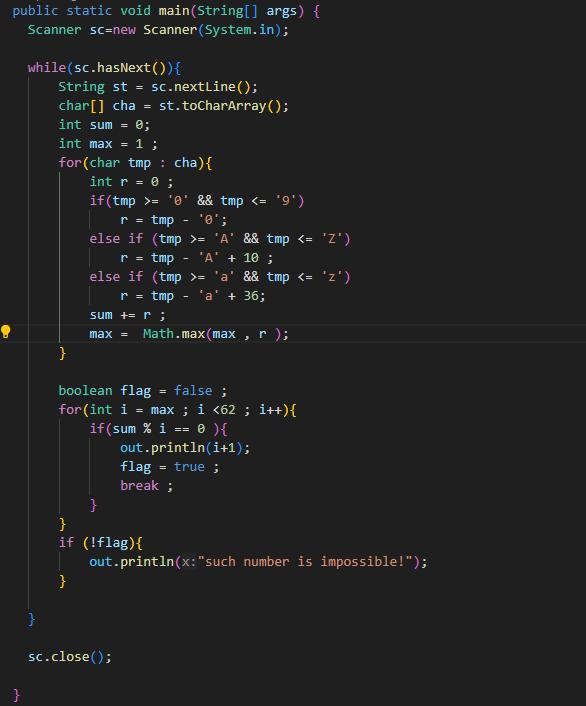 public static void main(String[] args) {
Scanner sc=new Scanner(System.in);
while(sc.hasNext()){
String st = sc.nextLine();
char[] cha = st.toCharArray();
int sum = 0;
int max = 1 ;
for(char tmp : cha){
int r = 0 ;
if(tmp >= '0' && tmp <= '9')
r = tmp - '0';
else if (tmp >= 'A' && tmp <= 'Z')
r = tmp - 'A' + 10 ;
else if (tmp >= 'a' && tmp <= 'z')
r = tmp - 'a' + 36;
sum += r ;
max =  Math.max(max , r );
}
boolean flag = false ;
for(int i = max ; i <62 ; i++){
if(sum % i == 0 ){
out.println(i+1);
flag = true ;
break ;
}
}
if (!flag){
out.println(x:"such number is impossible!");
}
}
sc.close();
}